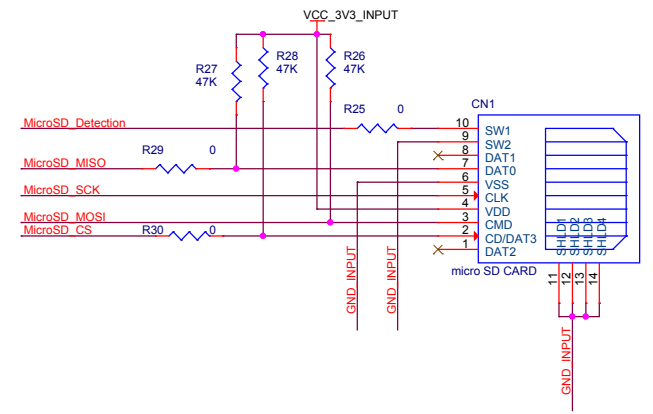 VCC_3V3_INPUT
R27
47K
R28
47K
R26
47K
R25 0
CN1
MicroSD_Detection
10 SW1
9 SW2
8 DAT1
R29 0
MicroSD_MISO
7 DAT0
6 VSS
MicroSD_SCK
5 CLK
4 VDD
MicroSD_MOSI
3 CMD
MicroSD_CS
R30 0
2 CD/DAT3
1 DAT2
micro SD CARD
SHLD1
SHLD2
SHLD3
SHLD4
11
12
13
14
GND_INPUT
GND_INPUT
GND_INPUT